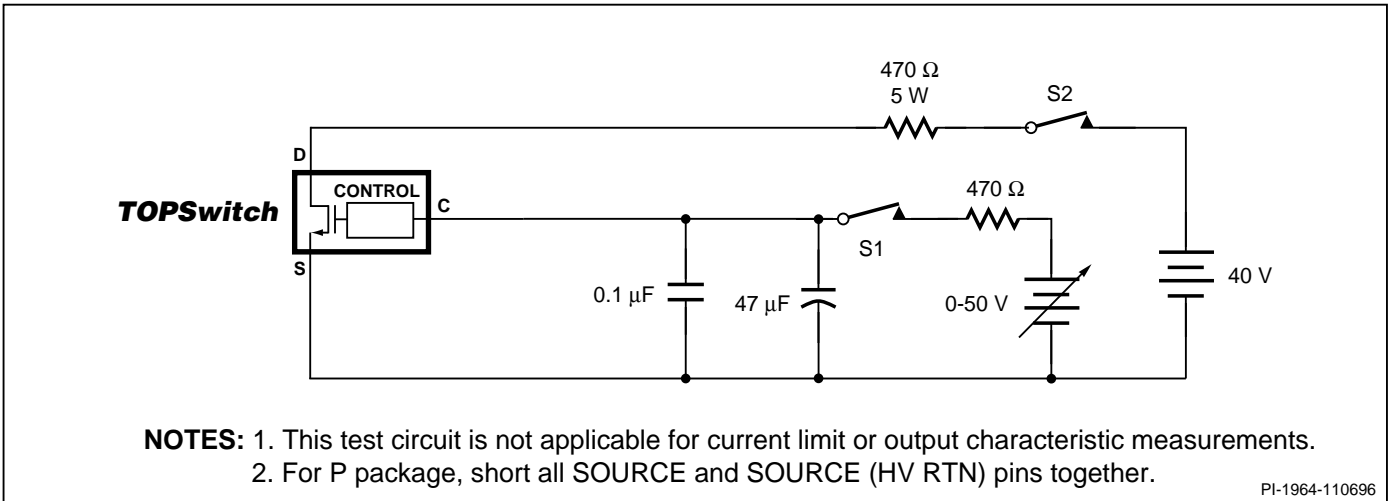 470 Ω
5 W
S2
D
CONTROL
TOPSwitch
C
470 Ω
S1
S
0.1 µF
47 µF
0-50 V
40 V
NOTES: 1. This test circuit is not applicable for current limit or output characteristic measurements.
2. For P package, short all SOURCE and SOURCE (HV RTN) pins together.
PI-1964-110696